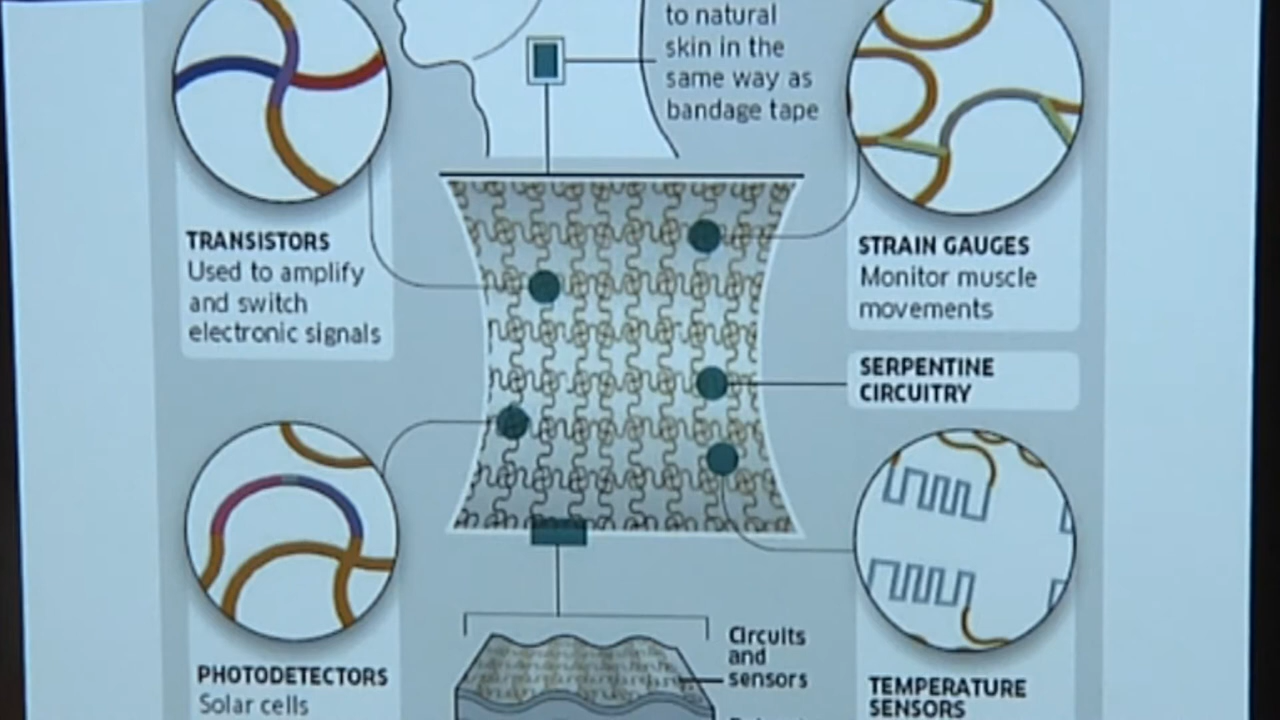 to natural
skin in the
same way as
bandage tape
TRANSISTORS
Used to amplify
and switch
electronic signals
STRAIN GAUGES
Monitor muscle
movements
SERPENTINE
CIRCUITRY
PHOTODETECTORS
Solar cells
Circuits
and
sensors
TEMPERATURE
SENSORS